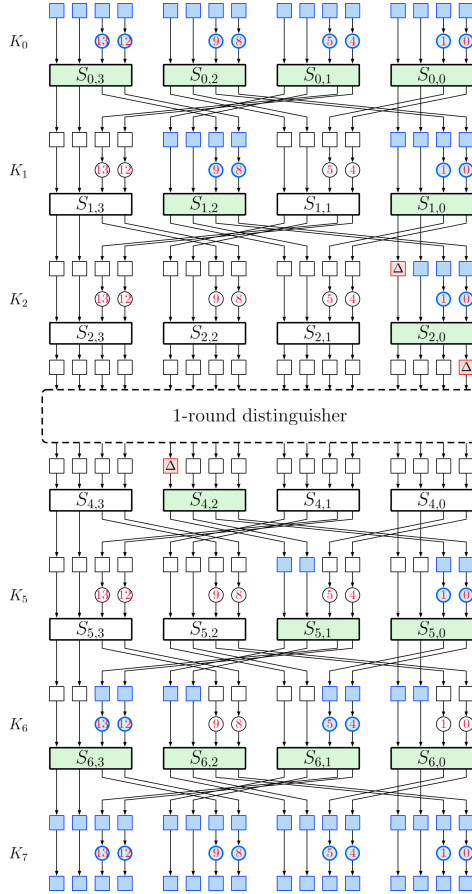 K₀ 13 12 9 8 5 4 1 0
S₀,₃ S₀,₂ S₀,₁ S₀,₀
K₁ 13 12 9 8 5 4 1 0
S₁,₃ S₁,₂ S₁,₁ S₁,₀
Δ
K₂ 13 12 9 8 5 4 1 0
S₂,₃ S₂,₂ S₂,₁ S₂,₀
Δ
1-round distinguisher
Δ
S₄,₃ S₄,₂ S₄,₁ S₄,₀
K₅ 13 12 9 8 5 4 1 0
S₅,₃ S₅,₂ S₅,₁ S₅,₀
K₆ 13 12 9 8 5 4 1 0
S₆,₃ S₆,₂ S₆,₁ S₆,₀
K₇ 13 12 9 8 5 4 1 0